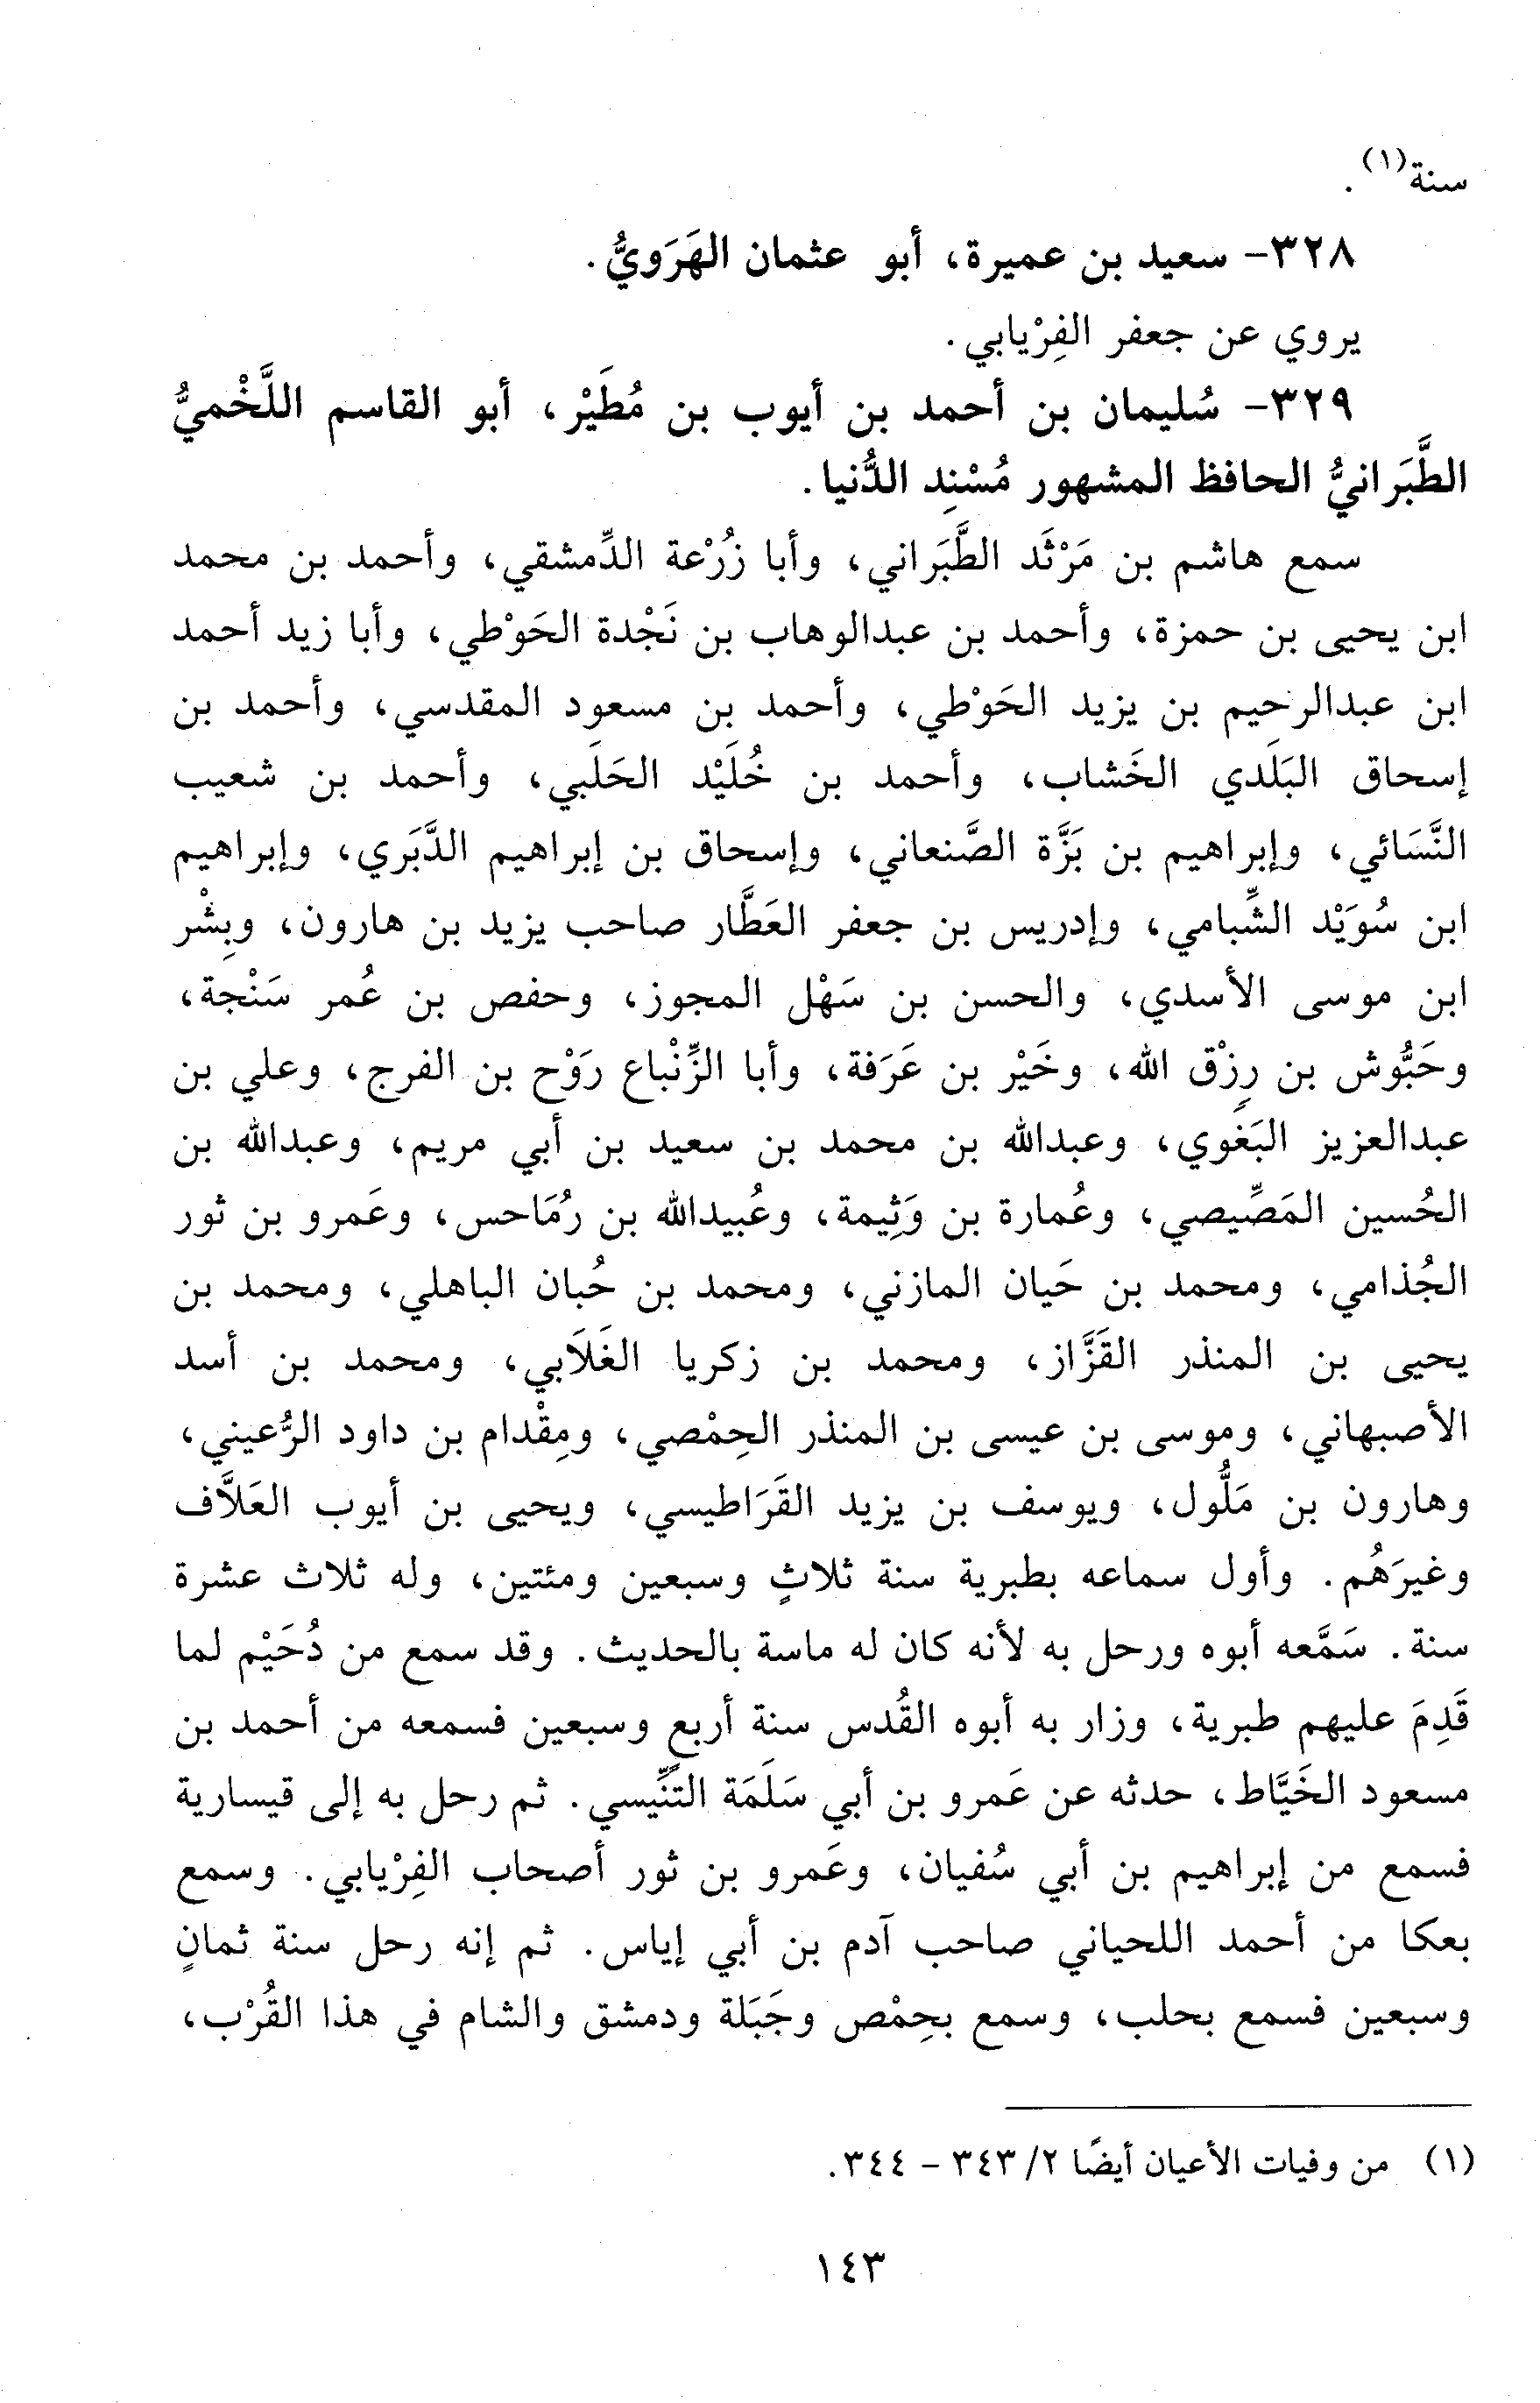 سنة(١).
٣٢٨- سعيد بن عميرة، أبو عثمان الهَرَويُّ.
يروي عن جعفر الفِرْيابي.
٣٢٩- سُليمان بن أحمد بن أيوب بن مُطَيْر، أبو القاسم اللَّخْميُّ
الطَّبَرانيُّ الحافظ المشهور مُسْنِد الدُّنيا.
سمع هاشم بن مَرْثَد الطَّبَراني، وأبا زُرْعة الدِّمشقي، وأحمد بن محمد
ابن يحيى بن حمزة، وأحمد بن عبدالوهاب بن نَجْدة الحَوْطي، وأبا زيد أحمد
ابن عبدالرحيم بن يزيد الحَوْطي، وأحمد بن مسعود المقدسي، وأحمد بن
إسحاق البَلَدي الخَشاب، وأحمد بن خُلَيْد الحَلَبي، وأحمد بن شعيب
النَّسَائي، وإبراهيم بن بَرَّة الصَّنعاني، وإسحاق بن إبراهيم الدَّبَري، وإبراهيم
ابن سُوَيْد الشِّبامي، وإدريس بن جعفر العَطَّار صاحب يزيد بن هارون، وبِشْر
ابن موسى الأسدي، والحسن بن سَهْل المجوز، وحفص بن عُمر سَنْجة،
وحَبُّوش بن رِزْق الله، وخَيْر بن عَرَفة، وأبا الزِّنْباع رَوْح بن الفرج، وعلي بن
عبدالعزيز البَغَوي، وعبدالله بن محمد بن سعيد بن أبي مريم، وعبدالله بن
الحُسين المَصِّيصي، وعُمارة بن وَثِيمة، وعُبيدالله بن رُمَاحس، وعَمرو بن ثور
الجُذامي، ومحمد بن حَيان المازني، ومحمد بن حُبان الباهلي، ومحمد بن
يحيى بن المنذر القَزَّاز، ومحمد بن زكريا الغَلاَبي، ومحمد بن أسد
الأصبهاني، وموسى بن عيسى بن المنذر الحِمْصي، ومِقْدام بن داود الرُّعيني،
وهارون بن مَلُّول، ويوسف بن يزيد القَرَاطيسي، ويحيى بن أيوب العَلاَّف
وغيرَهُم. وأول سماعه بطبرية سنة ثلاثٍ وسبعين ومئتين، وله ثلاث عشرة
سنة. سَمَّعه أبوه ورحل به لأنه كان له ماسة بالحديث. وقد سمع من دُحَيْم لما
قَدِمَ عليهم طبرية، وزار به أبوه القُدس سنة أربعٍ وسبعين فسمعه من أحمد بن
مسعود الخَيَّاط، حدثه عن عَمرو بن أبي سَلَمَة التِّنِّيسي. ثم رحل به إلى قيسارية
فسمع من إبراهيم بن أبي سُفيان، وعَمرو بن ثور أصحاب الفِرْيابي. وسمع
بعكا من أحمد اللحياني صاحب آدم بن أبي إياس. ثم إنه رحل سنة ثمانٍ
وسبعين فسمع بحلب، وسمع بحِمْص وجَبَلة ودمشق والشام في هذا القُرْب،
(١) من وفيات الأعيان أيضًا ٢/ ٣٤٣ - ٣٤٤.
١٤٣